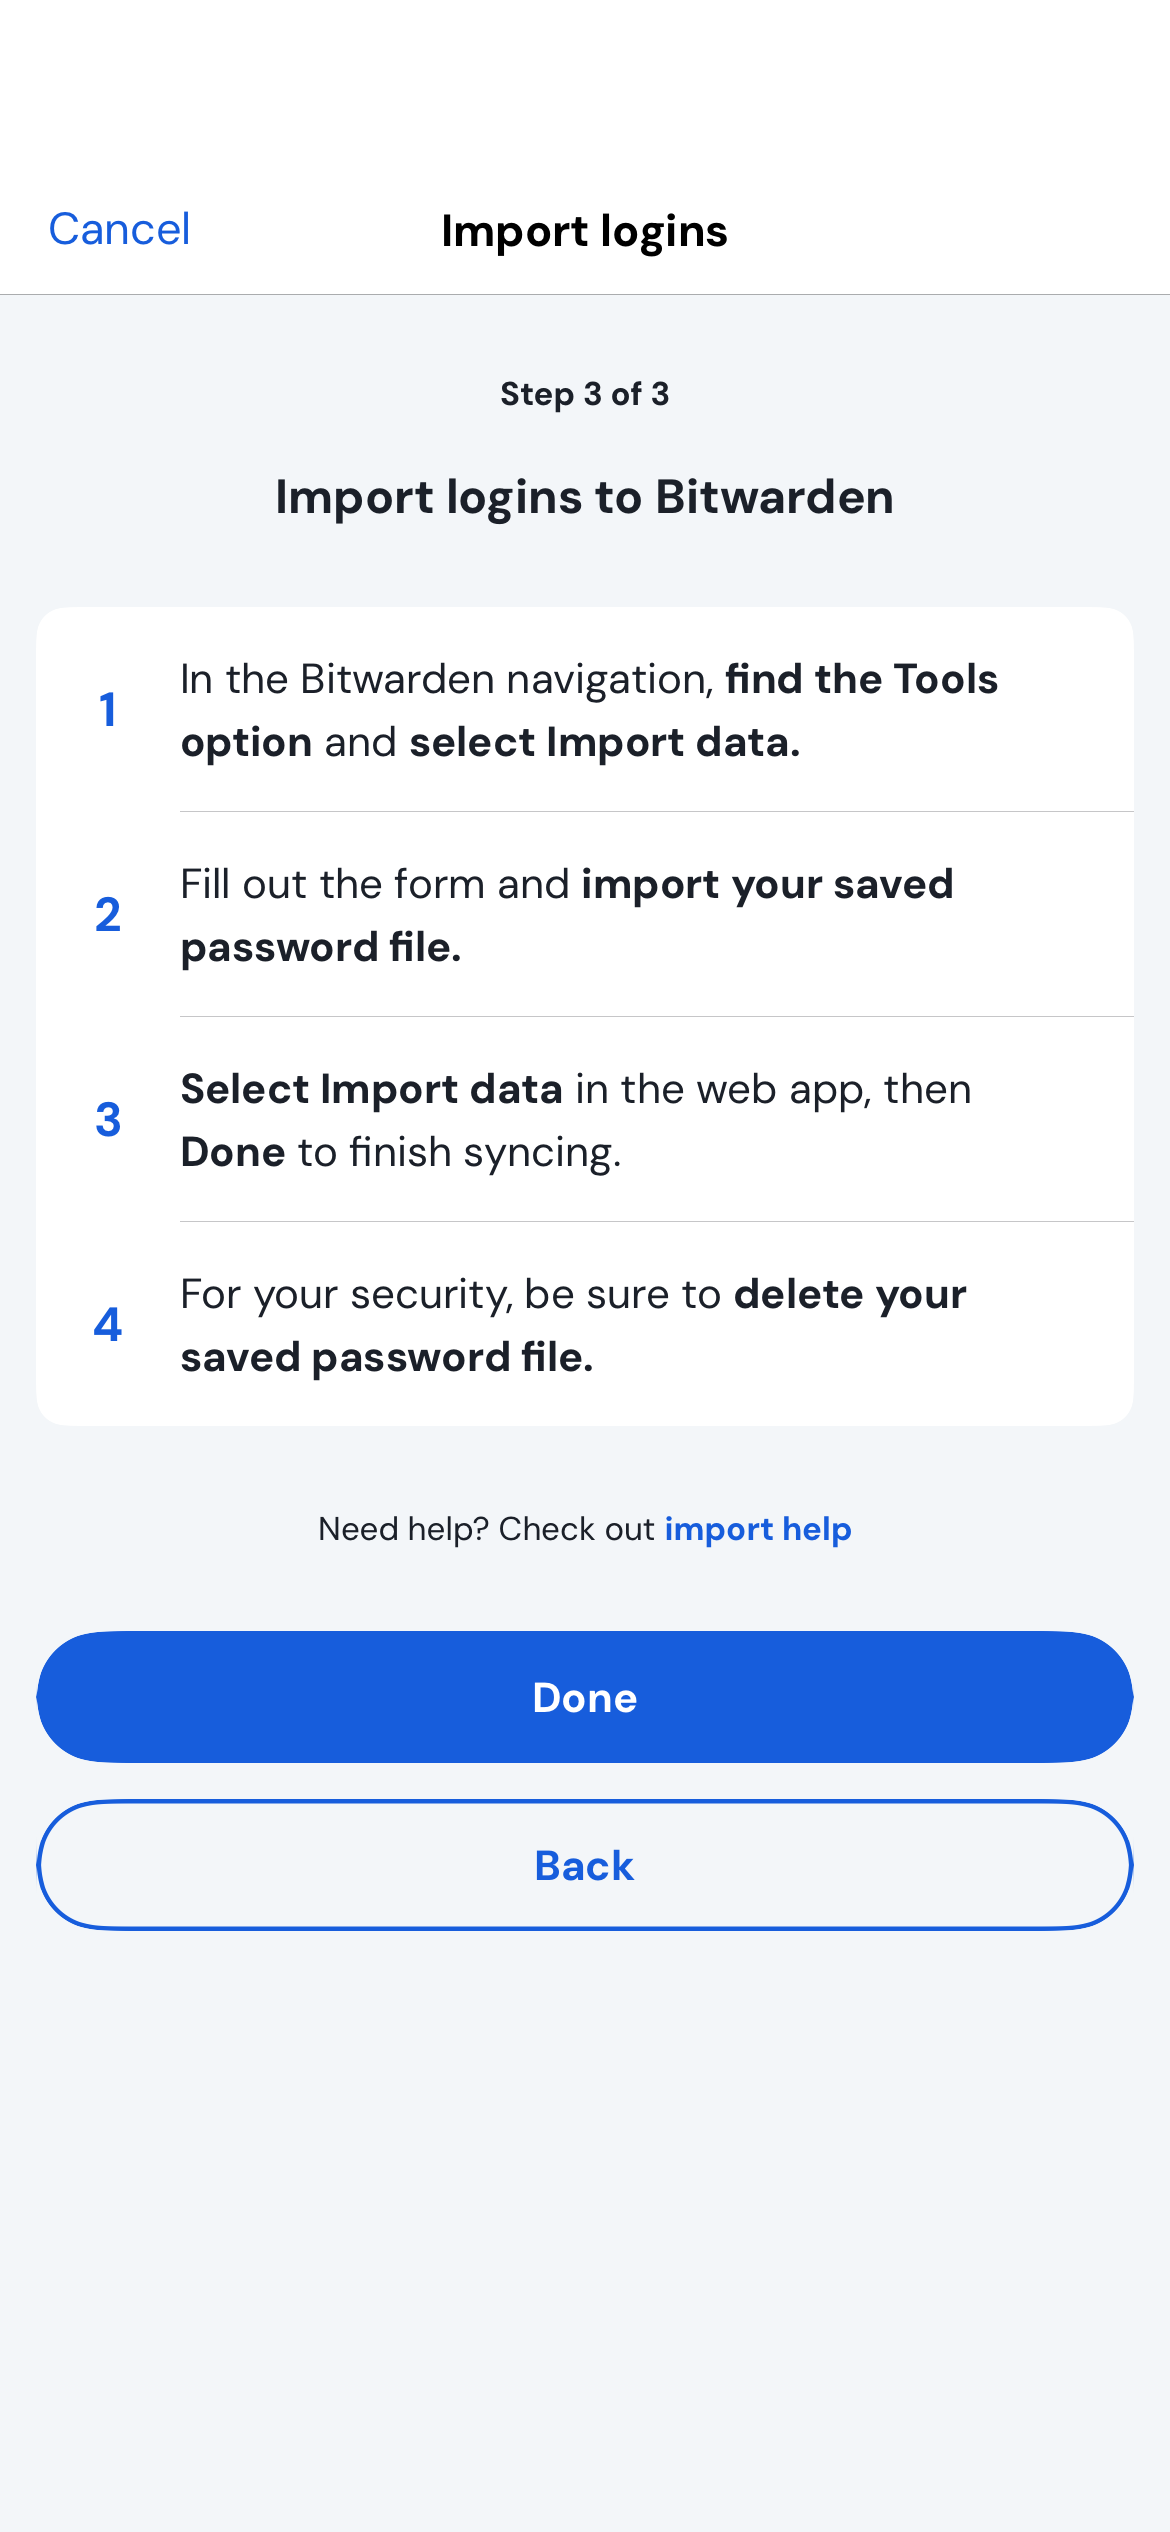 Cancel
Import logins
Step 3 of 3
Import logins to Bitwarden
1
In the Bitwarden navigation, find the Tools
option and select Import data.
2
Fill out the form and import your saved
password file.
3
Select Import data in the web app, then
Done to finish syncing.
4
For your security, be sure to delete your
saved password file.
Need help? Check out import help
Done
Back